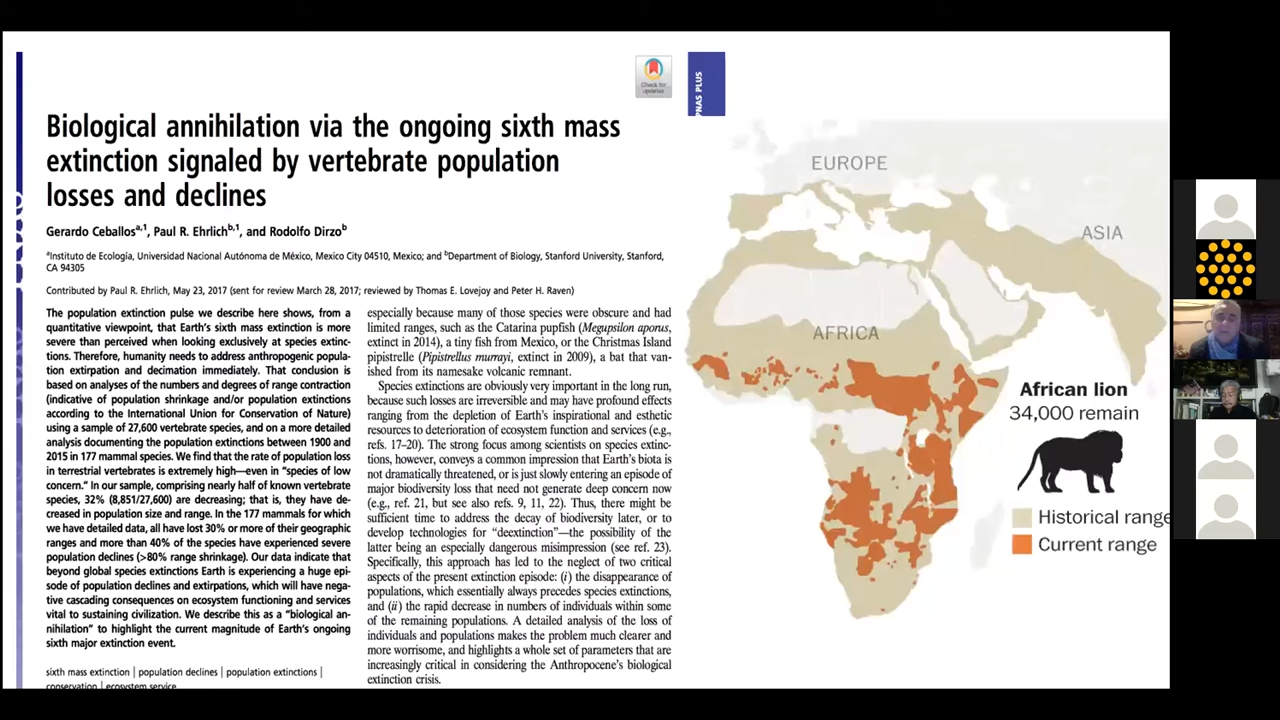 Check for
updates
PNAS PLUS
Biological annihilation via the ongoing sixth mass
extinction signaled by vertebrate population
losses and declines
Gerardo Ceballosa,1, Paul R. Ehrlichb,1, and Rodolfo Dirzob
aInstituto de Ecología, Universidad Nacional Autónoma de México, Mexico City 04510, Mexico; and bDepartment of Biology, Stanford University, Stanford,
CA 94305
Contributed by Paul R. Ehrlich, May 23, 2017 (sent for review March 28, 2017; reviewed by Thomas E. Lovejoy and Peter H. Raven)
The population extinction pulse we describe here shows, from a
quantitative viewpoint, that Earth's sixth mass extinction is more
severe than perceived when looking exclusively at species extinc-
tions. Therefore, humanity needs to address anthropogenic popula-
tion extirpation and decimation immediately. That conclusion is
based on analyses of the numbers and degrees of range contraction
(indicative of population shrinkage and/or population extinctions
according to the International Union for Conservation of Nature)
using a sample of 27,600 vertebrate species, and on a more detailed
analysis documenting the population extinctions between 1900 and
2015 in 177 mammal species. We find that the rate of population loss
in terrestrial vertebrates is extremely high—even in "species of low
concern." In our sample, comprising nearly half of known vertebrate
species, 32% (8,851/27,600) are decreasing; that is, they have de-
creased in population size and range. In the 177 mammals for which
we have detailed data, all have lost 30% or more of their geographic
ranges and more than 40% of the species have experienced severe
population declines (>80% range shrinkage). Our data indicate that
beyond global species extinctions Earth is experiencing a huge epi-
sode of population declines and extirpations, which will have nega-
tive cascading consequences on ecosystem functioning and services
vital to sustaining civilization. We describe this as a "biological an-
nihilation" to highlight the current magnitude of Earth's ongoing
sixth major extinction event.
sixth mass extinction | population declines | population extinctions |
conservation | ecosystem service
especially because many of those species were obscure and had
limited ranges, such as the Catarina pupfish (Megupsilon aporus,
extinct in 2014), a tiny fish from Mexico, or the Christmas Island
pipistrelle (Pipistrellus murrayi, extinct in 2009), a bat that van-
ished from its namesake volcanic remnant.
Species extinctions are obviously very important in the long run,
because such losses are irreversible and may have profound effects
ranging from the depletion of Earth's inspirational and esthetic
resources to deterioration of ecosystem function and services (e.g.,
refs. 17–20). The strong focus among scientists on species extinc-
tions, however, conveys a common impression that Earth's biota is
not dramatically threatened, or is just slowly entering an episode of
major biodiversity loss that need not generate deep concern now
(e.g., ref. 21, but see also refs. 9, 11, 22). Thus, there might be
sufficient time to address the decay of biodiversity later, or to
develop technologies for "deextinction"—the possibility of the
latter being an especially dangerous misimpression (see ref. 23).
Specifically, this approach has led to the neglect of two critical
aspects of the present extinction episode: (i) the disappearance of
populations, which essentially always precedes species extinctions,
and (ii) the rapid decrease in numbers of individuals within some
of the remaining populations. A detailed analysis of the loss of
individuals and populations makes the problem much clearer and
more worrisome, and highlights a whole set of parameters that are
increasingly critical in considering the Anthropocene's biological
extinction crisis.
EUROPE
ASIA
AFRICA
African lion
34,000 remain
Historical range
Current range